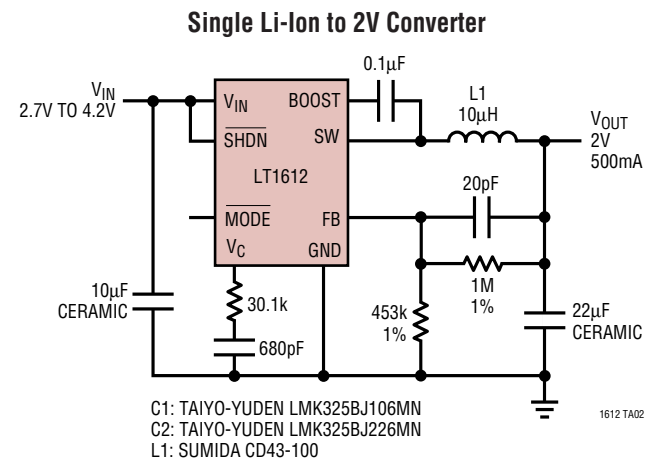 Single Li-Ion to 2V Converter
0.1µF
VIN
2.7V TO 4.2V
VIN
BOOST
L1
10µH
VOUT
2V
500mA
SHDN
SW
LT1612
20pF
MODE
FB
VC
GND
1M
1%
10µF
CERAMIC
30.1k
453k
1%
22µF
CERAMIC
680pF
C1: TAIYO-YUDEN LMK325BJ106MN
C2: TAIYO-YUDEN LMK325BJ226MN
L1: SUMIDA CD43-100
1612 TA02